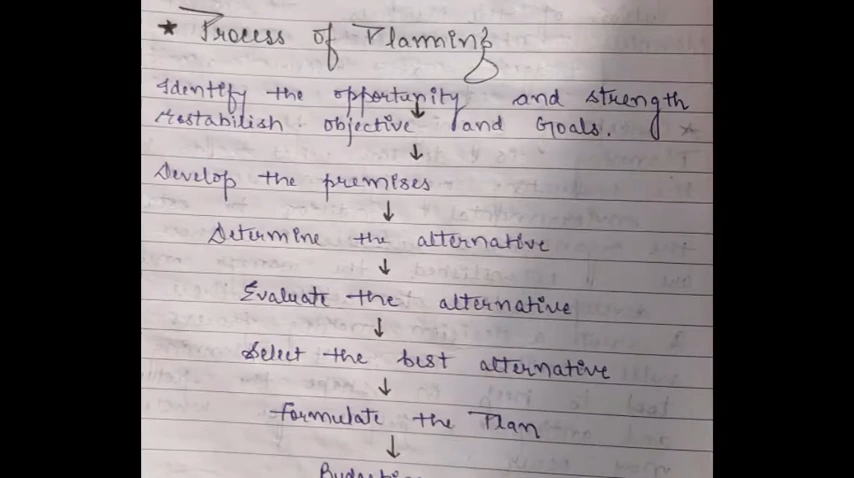 * Process of Planning
Identify the opportunity and strength
↓
Establish objective and Goals.
↓
Develop the premises
↓
Determine the alternative
↓
Evaluate the alternative
↓
Select the best alternative
↓
Formulate the Plan
↓